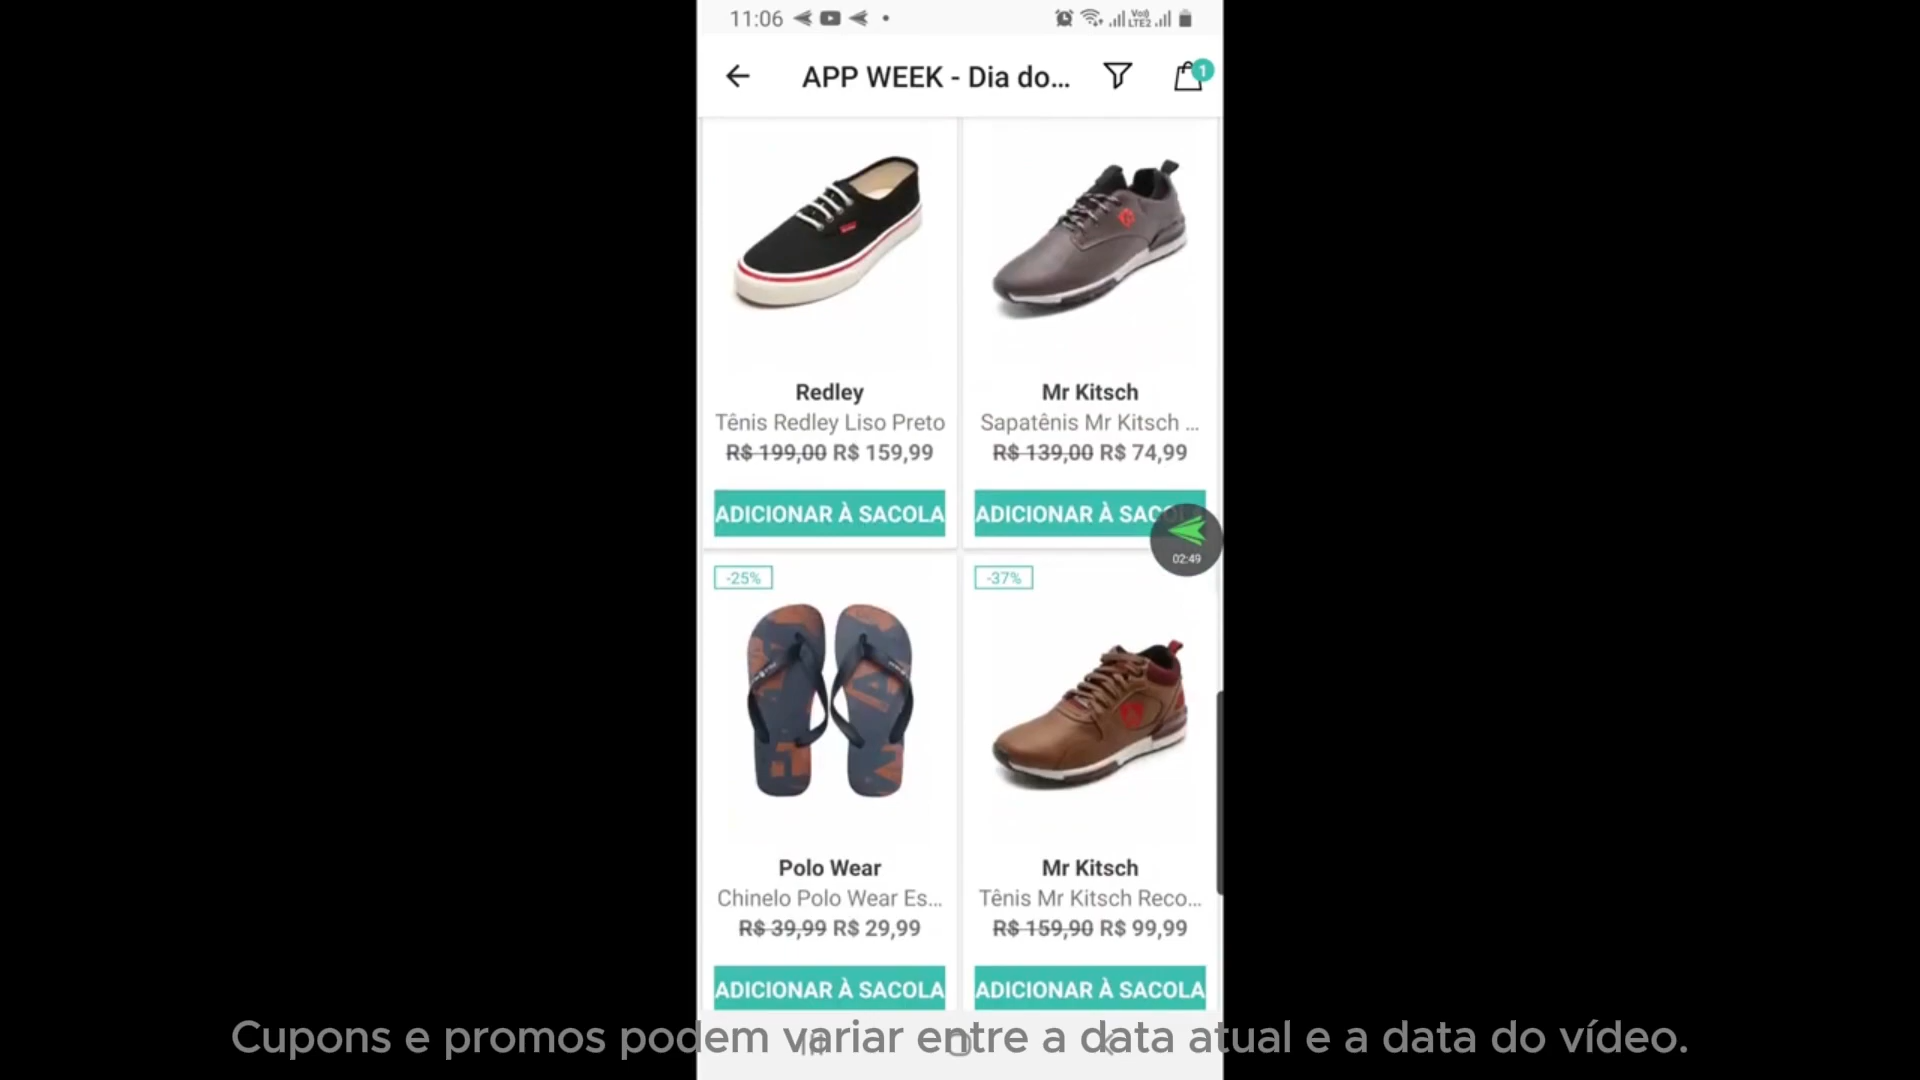 11:06
VoI) LTE2
APP WEEK - Dia do...
1
Redley
Tênis Redley Liso Preto
R$ 199,00 R$ 159,99
ADICIONAR À SACOLA
Mr Kitsch
Sapatênis Mr Kitsch ...
R$ 139,00 R$ 74,99
ADICIONAR À SAC
02:49
-25%
Polo Wear
Chinelo Polo Wear Es...
R$ 39,99 R$ 29,99
ADICIONAR À SACOLA
-37%
Mr Kitsch
Tênis Mr Kitsch Reco...
R$ 159,90 R$ 99,99
ADICIONAR À SACOLA
Cupons e promos podem variar entre a data atual e a data do vídeo.